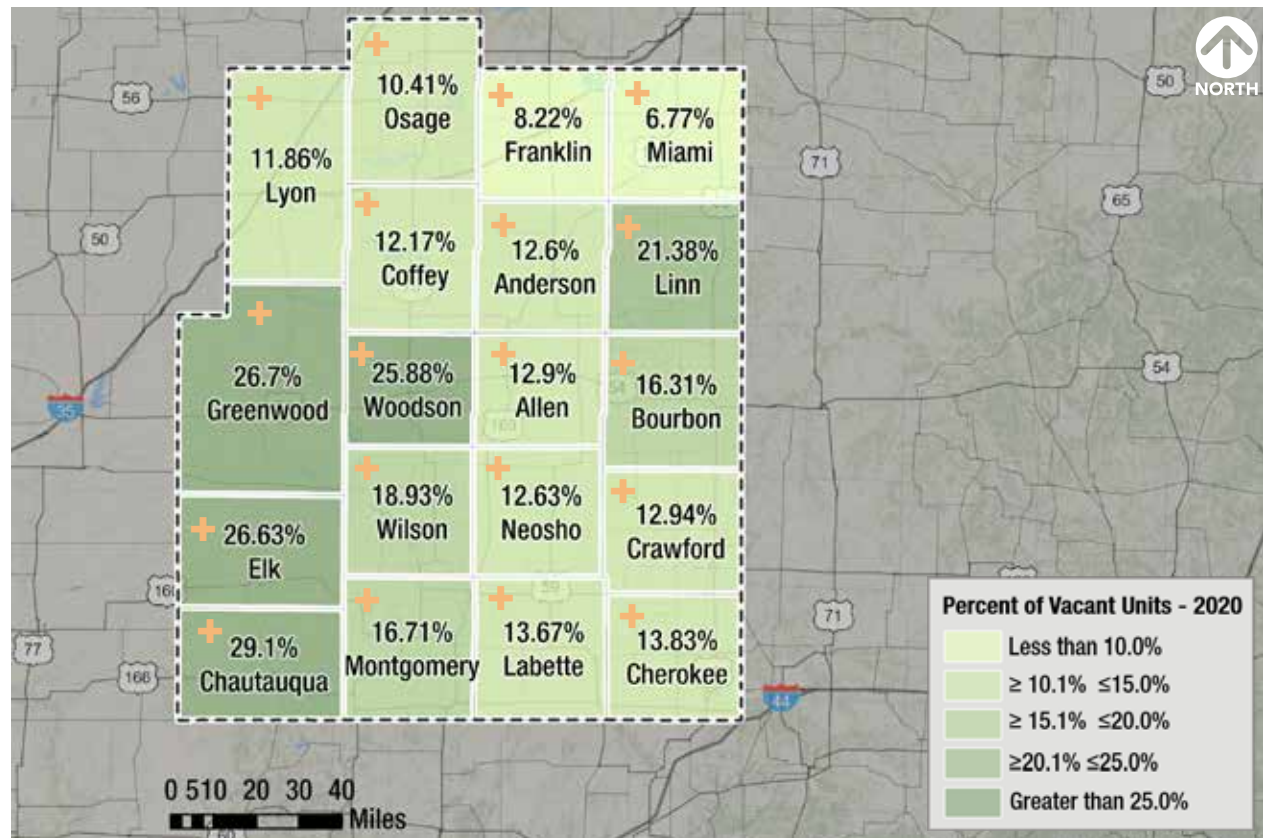 NORTH
50
56
10.41%
Osage
8.22%
Franklin
6.77%
Miami
11.86%
Lyon
71
65
50
12.17%
Coffey
12.6%
Anderson
21.38%
Linn
26.7%
Greenwood
25.88%
Woodson
12.9%
Allen
54
16.31%
Bourbon
54
35
169
18.93%
Wilson
12.63%
Neosho
12.94%
Crawford
26.63%
Elk
59
29.1%
Chautauqua
16.71%
Montgomery
13.67%
Labette
13.83%
Cherokee
77
166
71
44
Percent of Vacant Units - 2020
Less than 10.0%
≥ 10.1% ≤15.0%
≥ 15.1% ≤20.0%
≥20.1% ≤25.0%
Greater than 25.0%
0 510 20 30 40
Miles